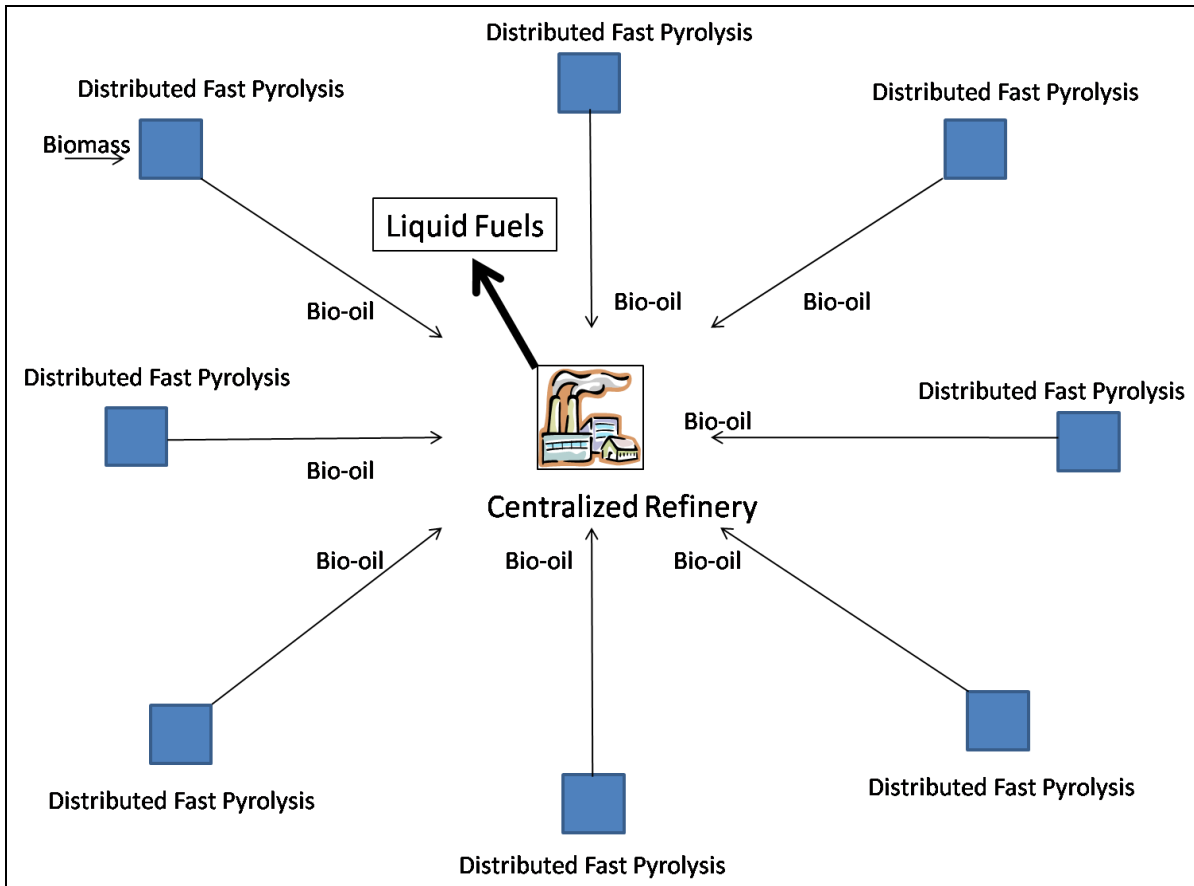 Distributed Fast Pyrolysis
Distributed Fast Pyrolysis
Distributed Fast Pyrolysis
Biomass
Liquid Fuels
Bio-oil
Bio-oil
Bio-oil
Distributed Fast Pyrolysis
Distributed Fast Pyrolysis
Bio-oil
Bio-oil
Centralized Refinery
Bio-oil
Bio-oil
Bio-oil
Distributed Fast Pyrolysis
Distributed Fast Pyrolysis
Distributed Fast Pyrolysis